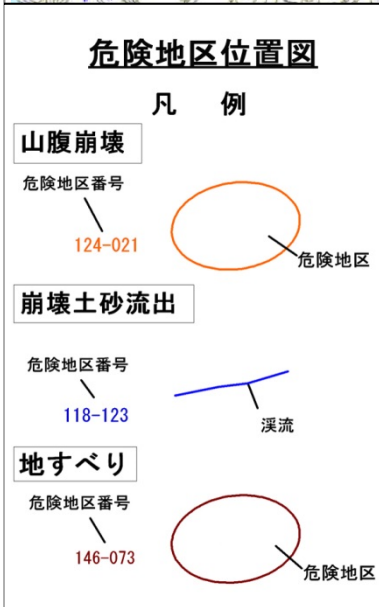 危険地区位置図
凡 例
山腹崩壊
危険地区番号
124-021
危険地区
崩壊土砂流出
危険地区番号
118-123
渓流
地すべり
危険地区番号
146-073
危険地区